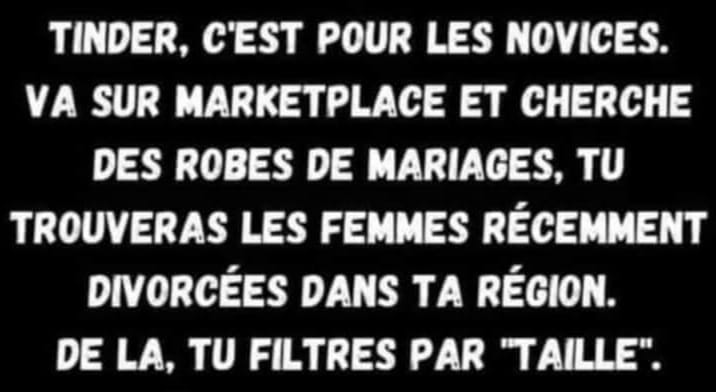 TINDER, C'EST POUR LES NOVICES.
VA SUR MARKETPLACE ET CHERCHE
DES ROBES DE MARIAGES, TU
TROUVERAS LES FEMMES RÉCEMMENT
DIVORCÉES DANS TA RÉGION.
DE LA, TU FILTRES PAR "TAILLE".